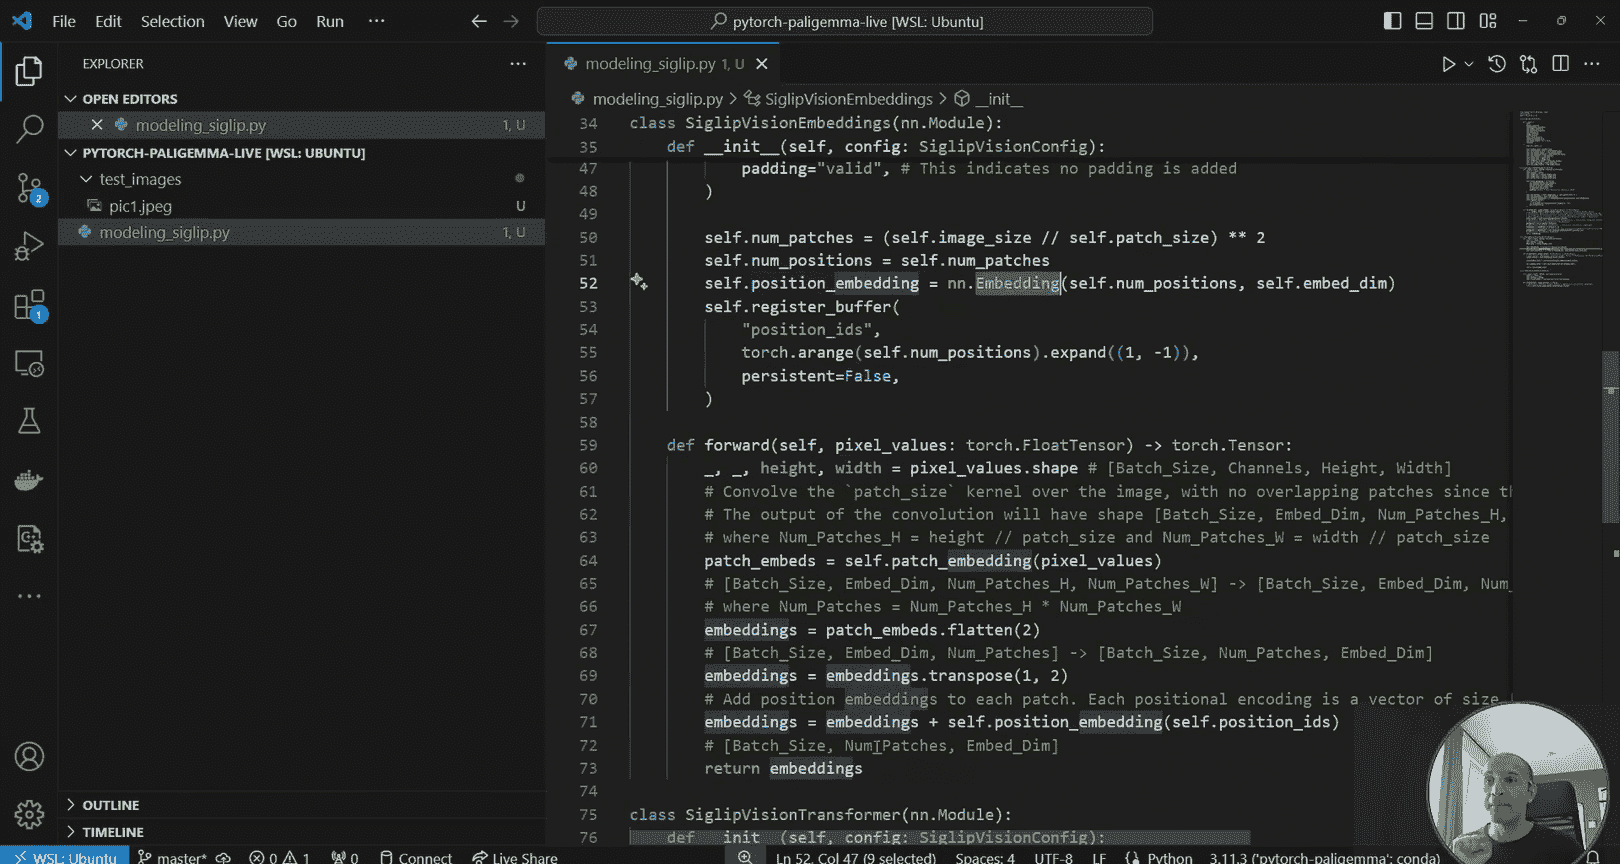 File Edit Selection View Go Run ··· pytorch-paligemma-live [WSL: Ubuntu]
EXPLORER ···
OPEN EDITORS
modeling_siglip.py 1, U
PYTORCH-PALIGEMMA-LIVE [WSL: UBUNTU]
test_images
pic1.jpeg U
modeling_siglip.py 1, U
OUTLINE
TIMELINE
2
1
modeling_siglip.py 1, U
modeling_siglip.py > SiglipVisionEmbeddings > __init__
34 class SiglipVisionEmbeddings(nn.Module):
35 def __init__(self, config: SiglipVisionConfig):
47 padding="valid", # This indicates no padding is added
48 )
49
50 self.num_patches = (self.image_size // self.patch_size) ** 2
51 self.num_positions = self.num_patches
52 self.position_embedding = nn.Embedding(self.num_positions, self.embed_dim)
53 self.register_buffer(
54 "position_ids",
55 torch.arange(self.num_positions).expand((1, -1)),
56 persistent=False,
57 )
58
59 def forward(self, pixel_values: torch.FloatTensor) -> torch.Tensor:
60 _, _, height, width = pixel_values.shape # [Batch_Size, Channels, Height, Width]
61 # Convolve the `patch_size` kernel over the image, with no overlapping patches since th
62 # The output of the convolution will have shape [Batch_Size, Embed_Dim, Num_Patches_H,
63 # where Num_Patches_H = height // patch_size and Num_Patches_W = width // patch_size
64 patch_embeds = self.patch_embedding(pixel_values)
65 # [Batch_Size, Embed_Dim, Num_Patches_H, Num_Patches_W] -> [Batch_Size, Embed_Dim, Num_
66 # where Num_Patches = Num_Patches_H * Num_Patches_W
67 embeddings = patch_embeds.flatten(2)
68 # [Batch_Size, Embed_Dim, Num_Patches] -> [Batch_Size, Num_Patches, Embed_Dim]
69 embeddings = embeddings.transpose(1, 2)
70 # Add position embeddings to each patch. Each positional encoding is a vector of size
71 embeddings = embeddings + self.position_embedding(self.position_ids)
72 # [Batch_Size, Num_Patches, Embed_Dim]
73 return embeddings
74
75 class SiglipVisionTransformer(nn.Module):
76 def __init__(self, config: SiglipVisionConfig):
WSL: Ubuntu master* 0 1 0 Connect Live Share Ln 52, Col 47 (9 selected) Spaces: 4 UTF-8 LF Python 3.11.3 ('pytorch-paligemma': conda)